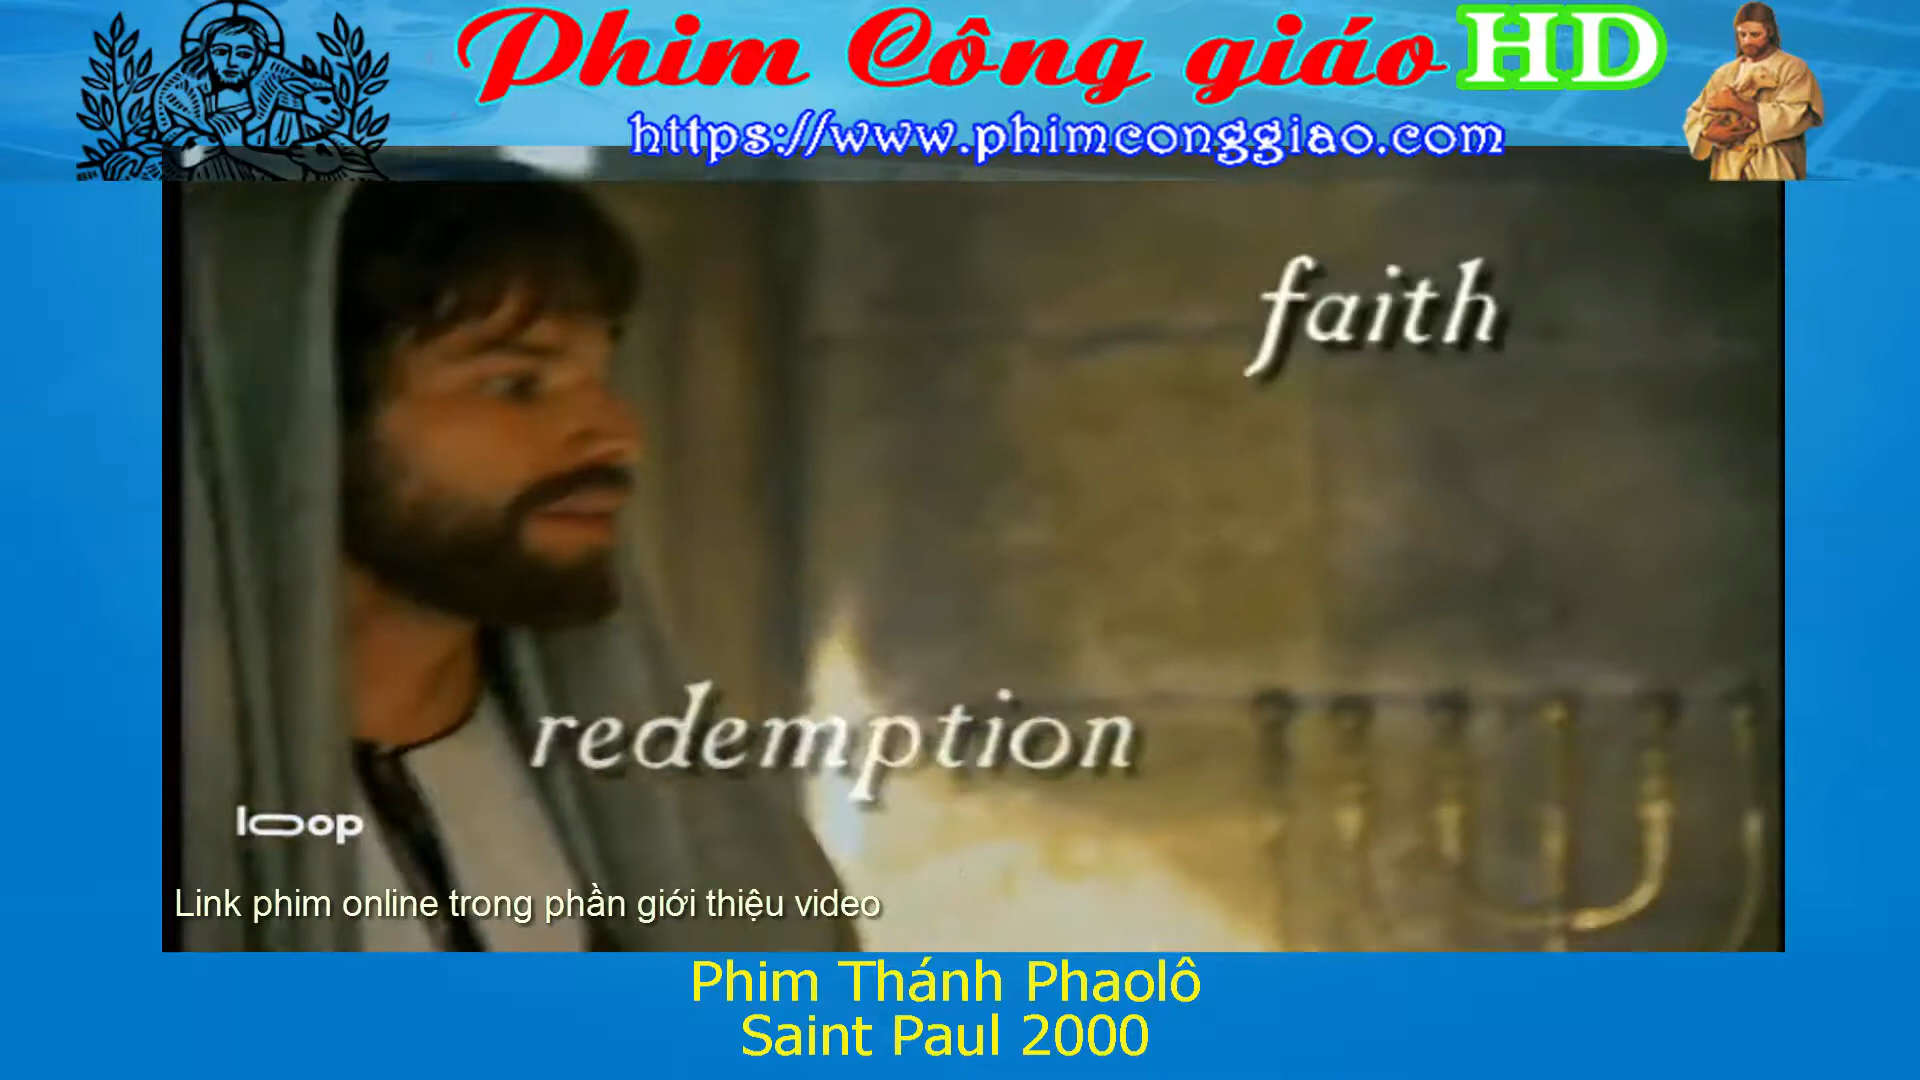 Phim Công giáo HD
https://www.phimconggiao.com
faith
redemption
loop
Link phim online trong phần giới thiệu video
Phim Thánh Phaolô
Saint Paul 2000